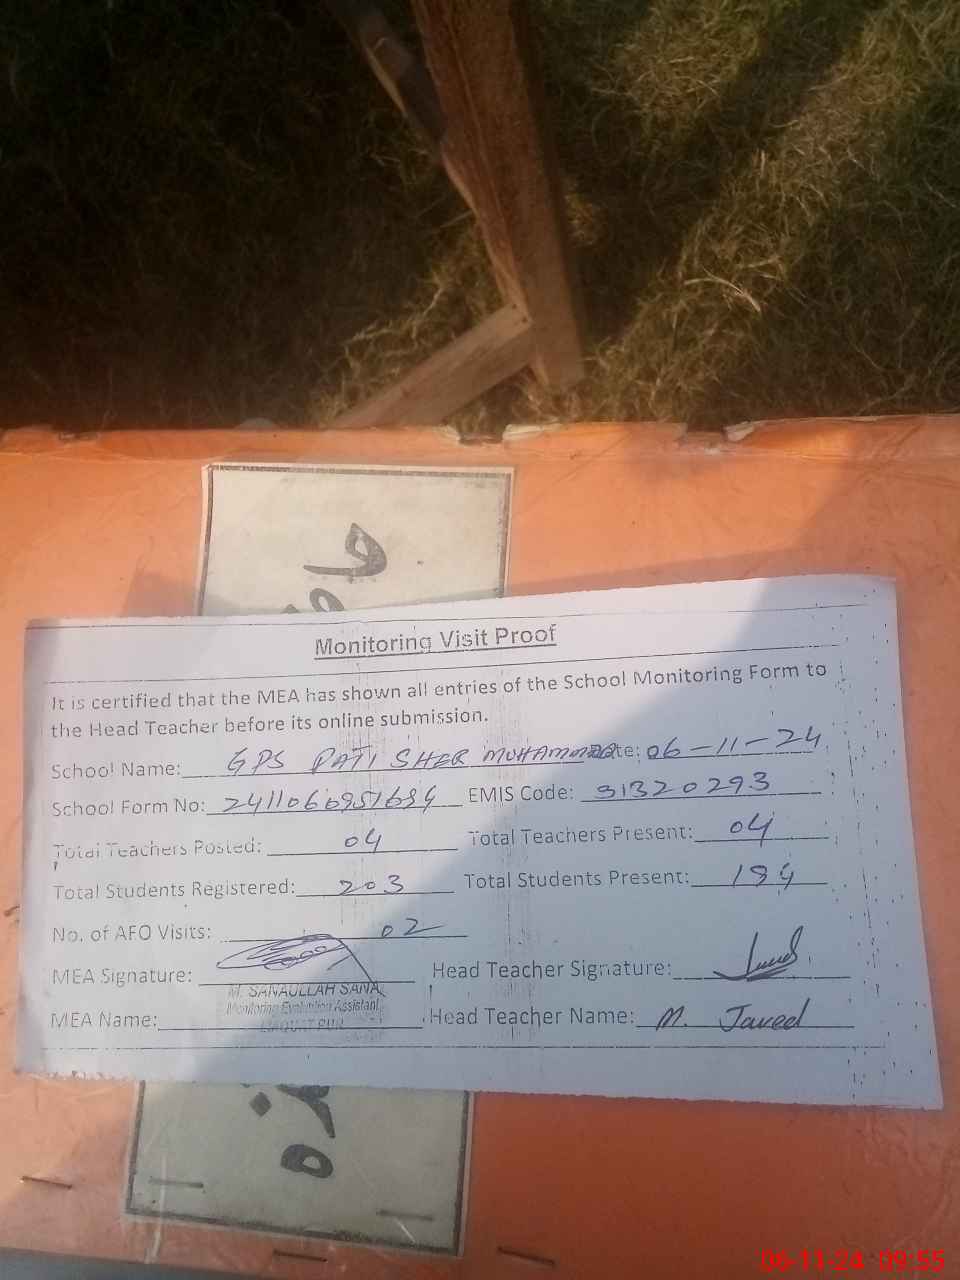 Monitoring Visit Proof
It is certified that the MEA has shown all entries of the School Monitoring Form to
the Head Teacher before its online submission.
School Name: GPS PATI SHER MUHAMMAD Date: 06-11-24
School Form No: EMIS Code: 31320293
Total Teachers Posted: 04 Total Teachers Present: 04
Total Students Registered: 203 Total Students Present:
No. of AFO Visits: 02
MEA Signature: Head Teacher Signature:
M. SANAULLAH SANA
Monitoring Evaluation Assistant
LIAQUAT PUR
MEA Name: Head Teacher Name: M. Javed
06-11-24 09:55